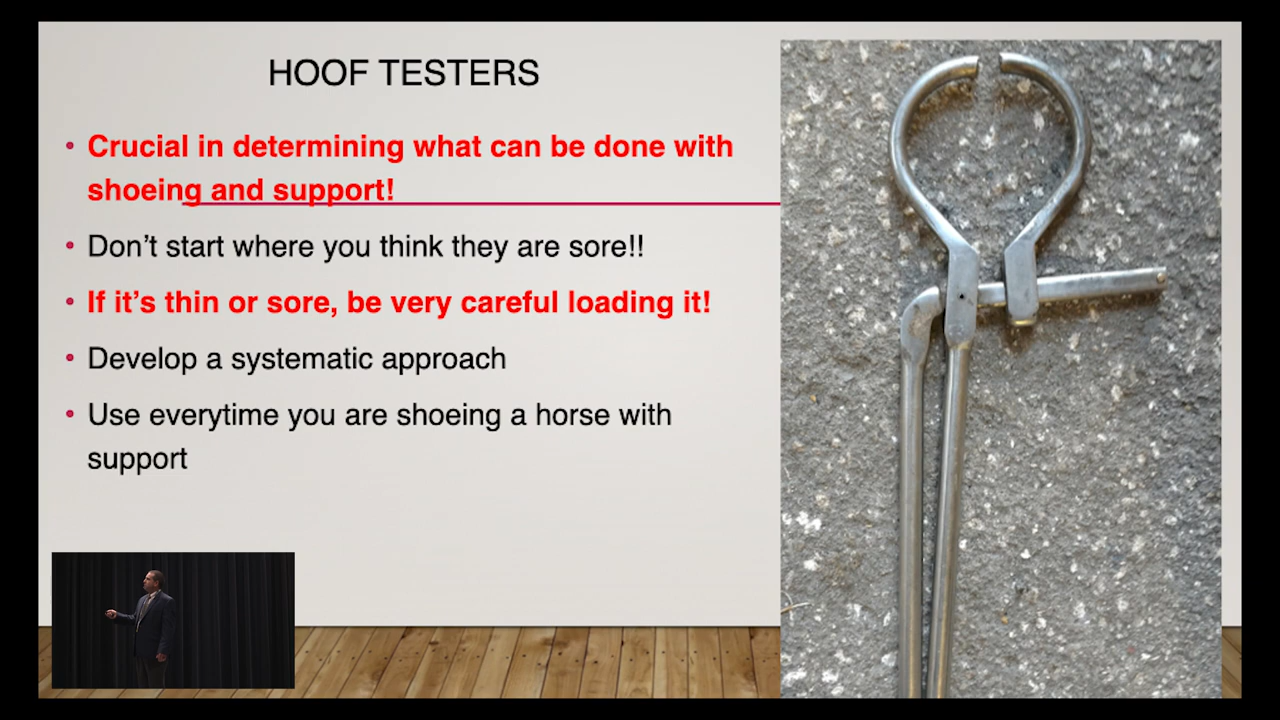 HOOF TESTERS
• Crucial in determining what can be done with
shoeing and support!
• Don’t start where you think they are sore!!
• If it’s thin or sore, be very careful loading it!
• Develop a systematic approach
• Use everytime you are shoeing a horse with
support